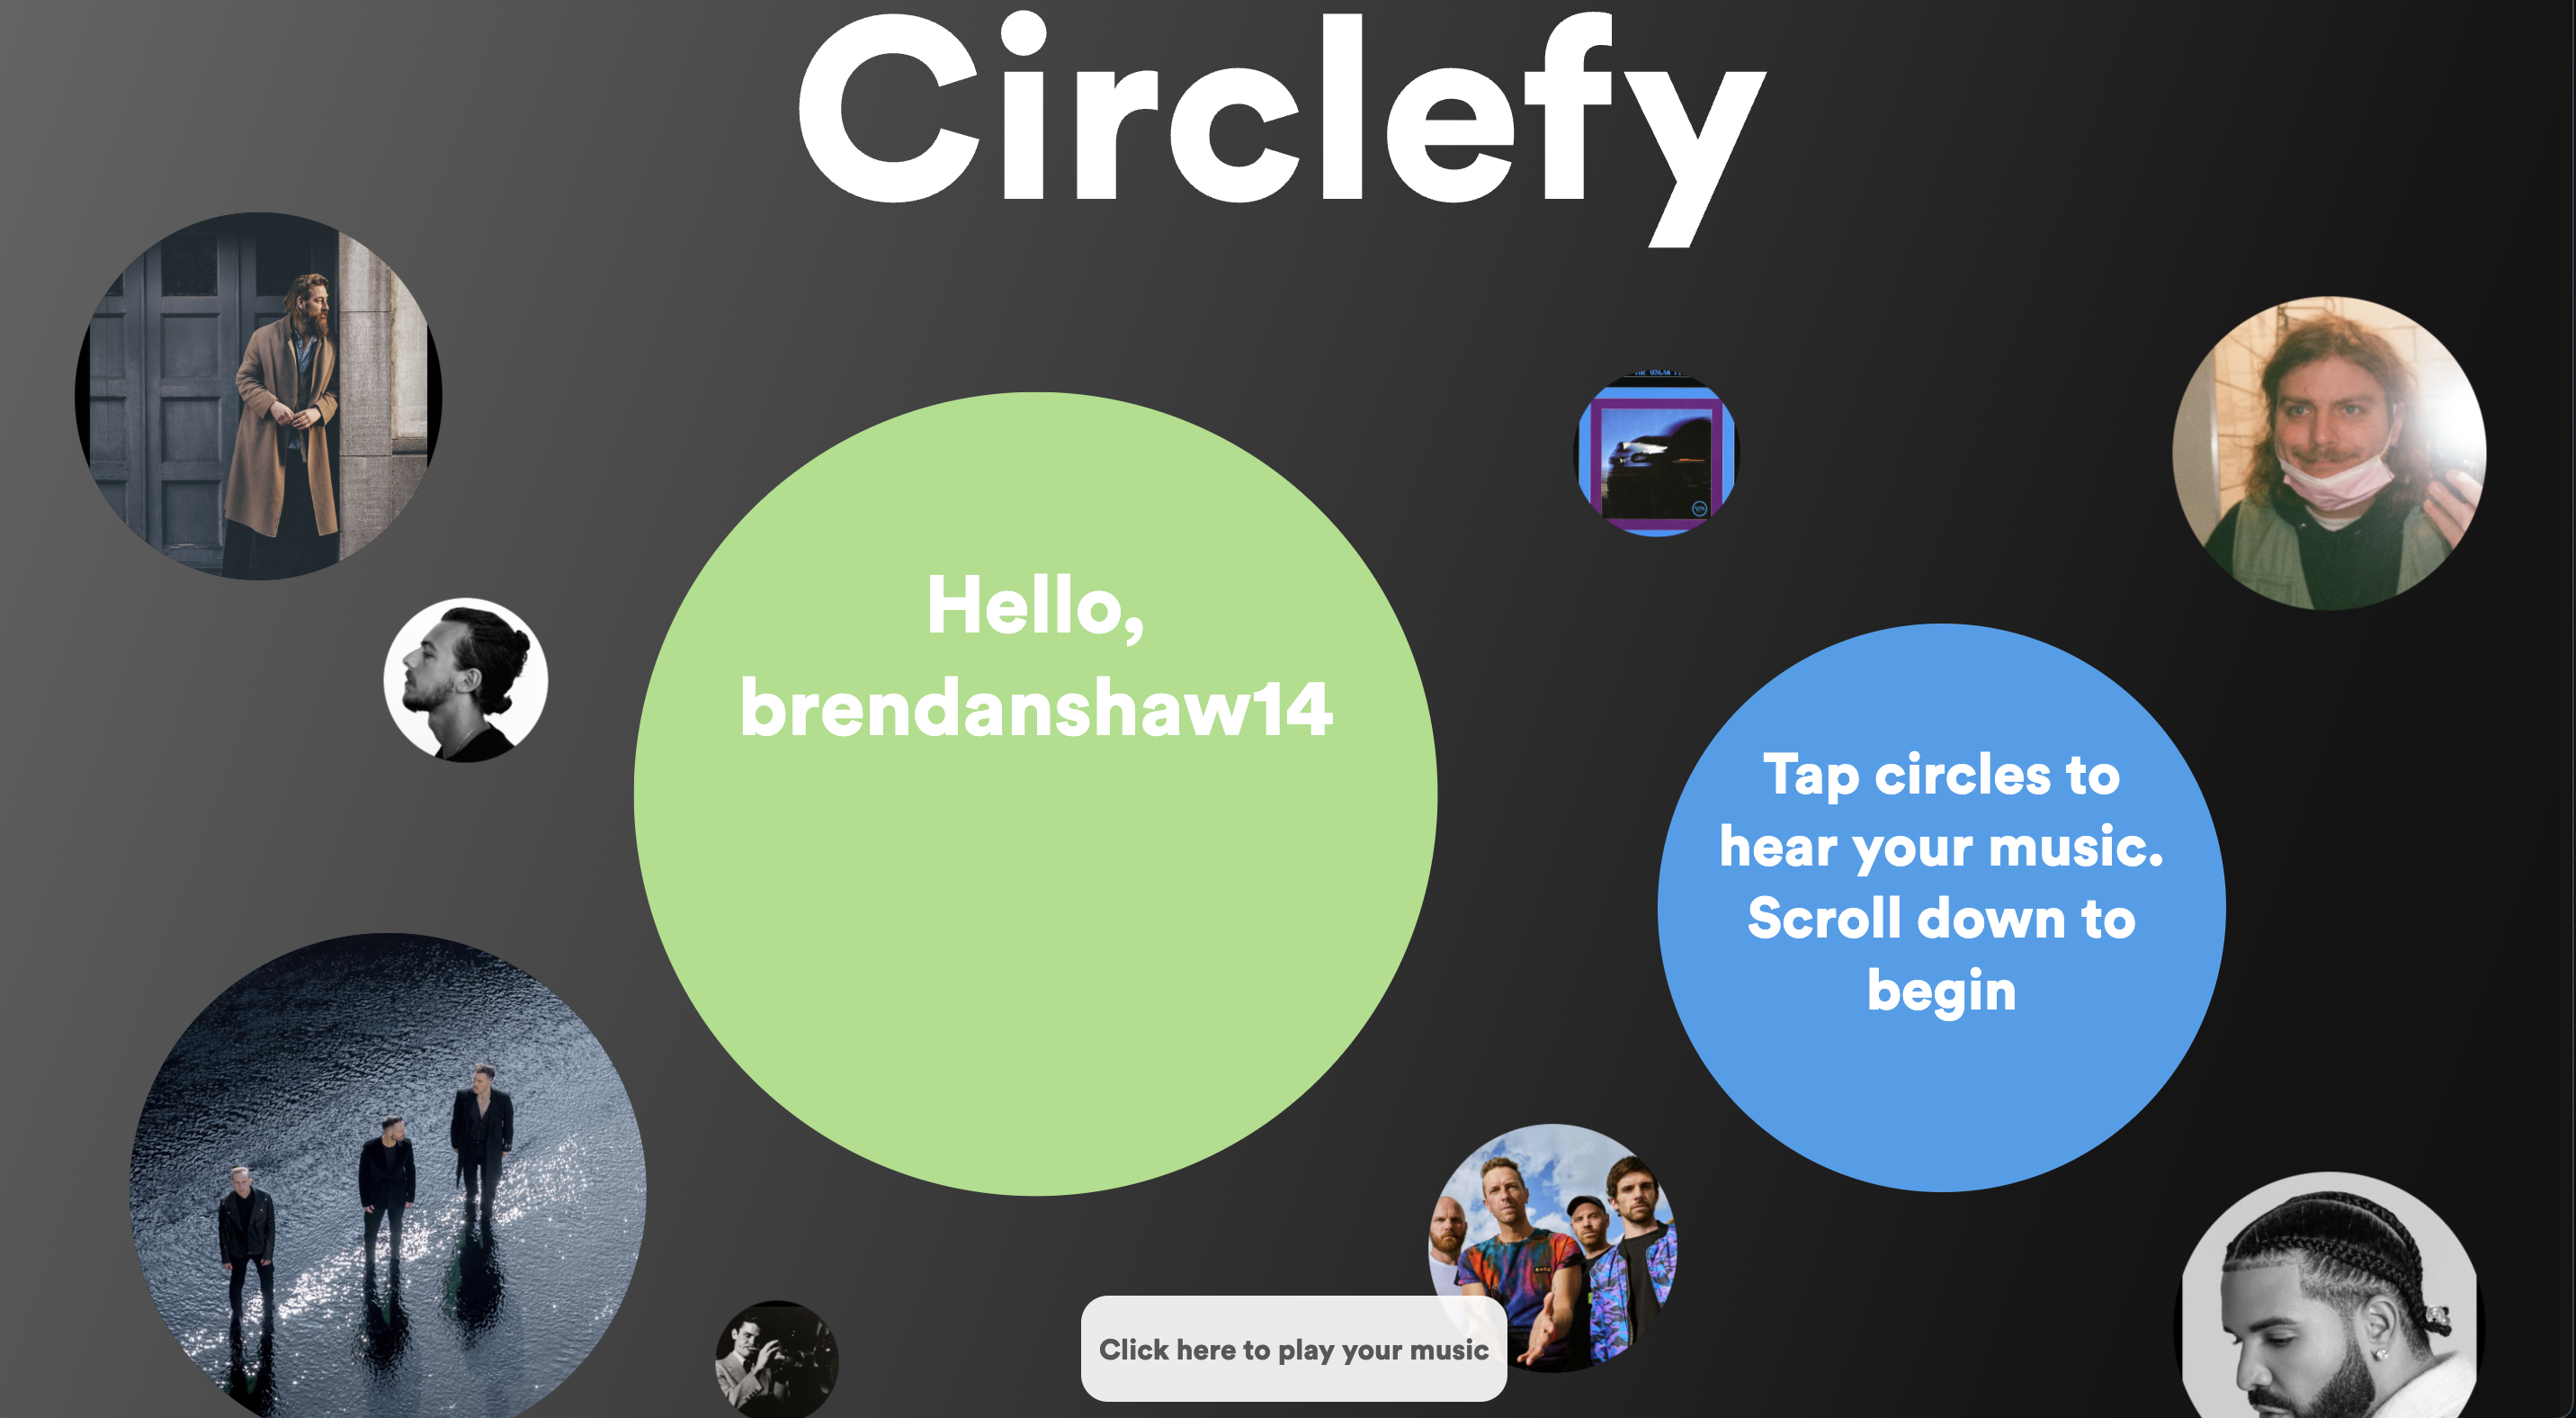 Circlefy
Hello,
brendanshaw14
Tap circles to
hear your music.
Scroll down to
begin
Click here to play your music